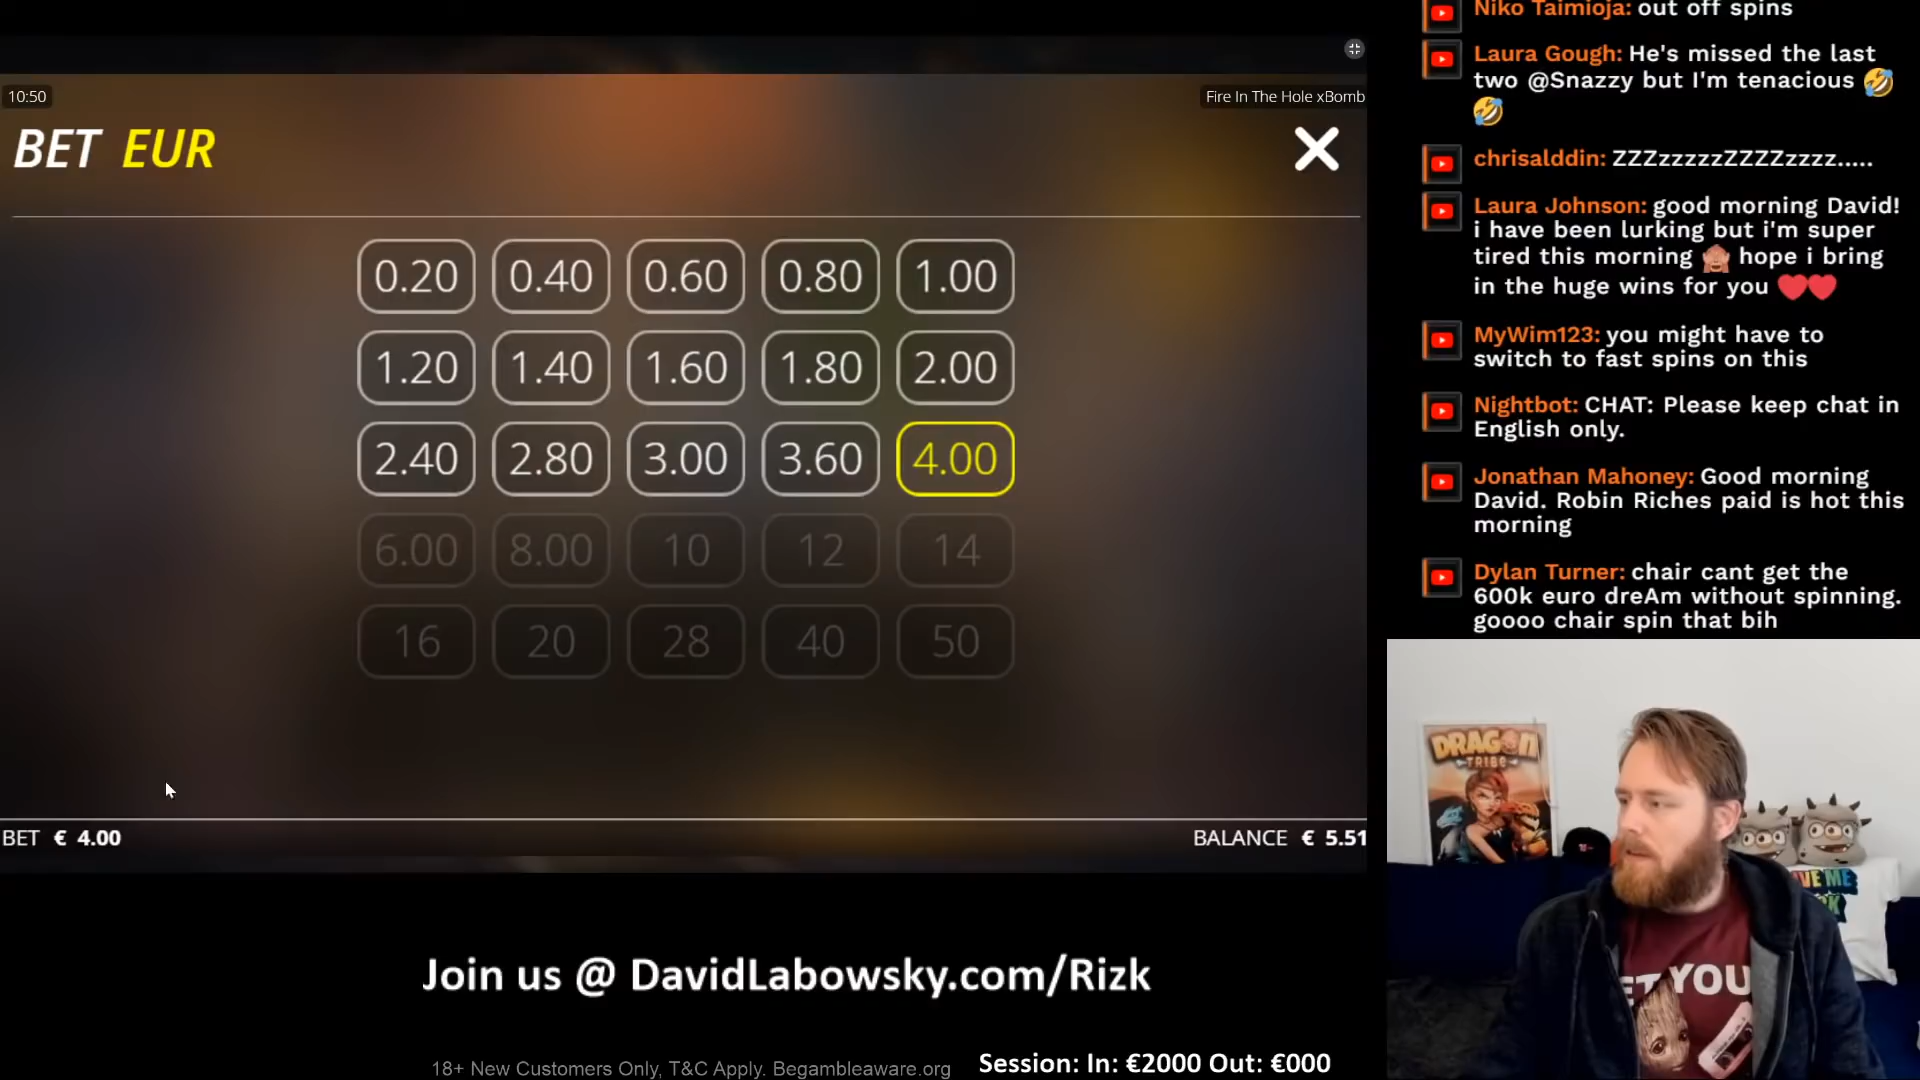 10:50
Fire In The Hole xBomb
BET EUR
0.20 0.40 0.60 0.80 1.00
1.20 1.40 1.60 1.80 2.00
2.40 2.80 3.00 3.60 4.00
6.00 8.00 10 12 14
16 20 28 40 50
BET € 4.00
BALANCE € 5.51
Join us @ DavidLabowsky.com/Rizk
18+ New Customers Only, T&C Apply. Begambleaware.org
Session: In: €2000 Out: €000
Niko Taimioja: out off spins
Laura Gough: He's missed the last
two @Snazzy but I'm tenacious 🤣
🤣
chrisalddin: ZZZzzzzzZZZZzzzz.....
Laura Johnson: good morning David!
i have been lurking but i'm super
tired this morning 🙈 hope i bring
in the huge wins for you ❤️❤️
MyWim123: you might have to
switch to fast spins on this
Nightbot: CHAT: Please keep chat in
English only.
Jonathan Mahoney: Good morning
David. Robin Riches paid is hot this
morning
Dylan Turner: chair cant get the
600k euro dreAm without spinning.
goooo chair spin that bih
DRAGON
TRIBE
VE ME
YOU